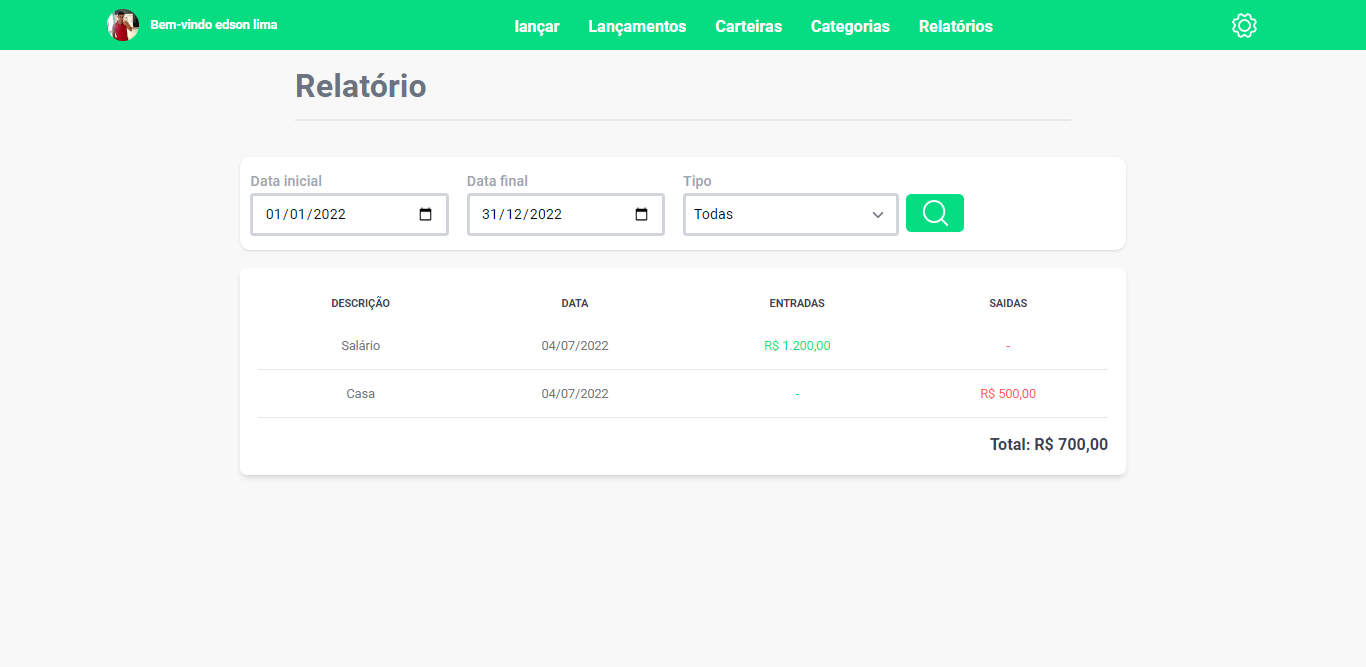 Bem-vindo edson lima
lançar Lançamentos Carteiras Categorias Relatórios
Relatório
Data inicial Data final Tipo
01/01/2022 31/12/2022 Todas
DESCRIÇÃO DATA ENTRADAS SAIDAS
Salário 04/07/2022 R$ 1.200,00 -
Casa 04/07/2022 - R$ 500,00
Total: R$ 700,00